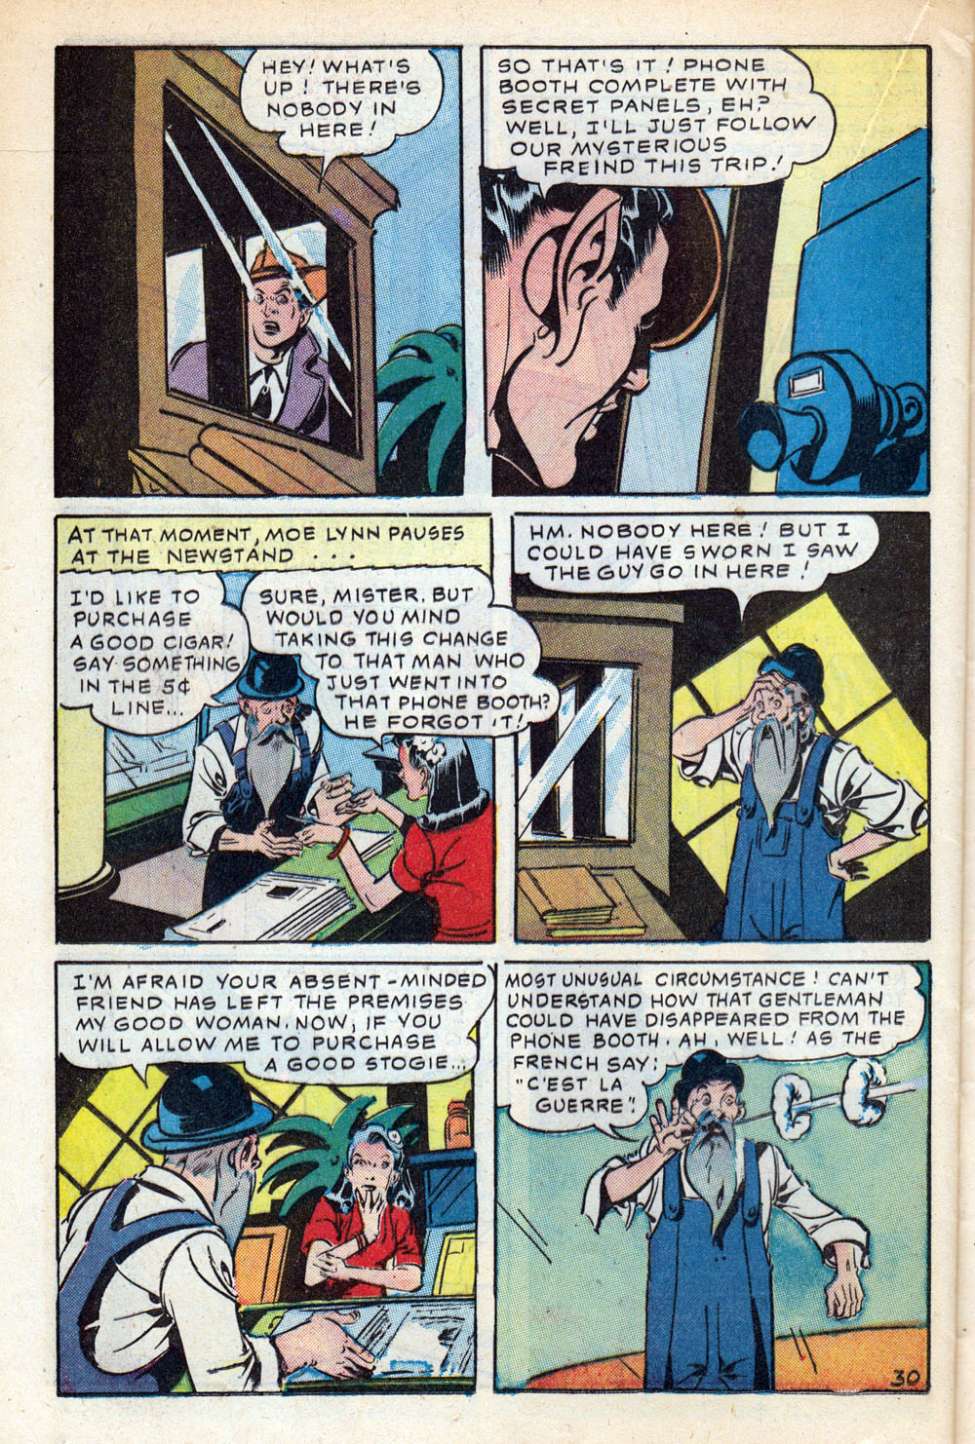 HEY! WHAT'S
UP! THERE'S
NOBODY IN
HERE!
SO THAT'S IT! PHONE
BOOTH COMPLETE WITH
SECRET PANELS, EH?
WELL, I'LL JUST FOLLOW
OUR MYSTERIOUS
FREIND THIS TRIP!
AT THAT MOMENT, MOE LYNN PAUSES
AT THE NEWSTAND . . .
I'D LIKE TO
PURCHASE
A GOOD CIGAR!
SAY SOMETHING
IN THE 5¢
LINE...
SURE, MISTER. BUT
WOULD YOU MIND
TAKING THIS CHANGE
TO THAT MAN WHO
JUST WENT INTO
THAT PHONE BOOTH?
HE FORGOT IT!
HM. NOBODY HERE! BUT I
COULD HAVE SWORN I SAW
THE GUY GO IN HERE!
I'M AFRAID YOUR ABSENT-MINDED
FRIEND HAS LEFT THE PREMISES
MY GOOD WOMAN. NOW, IF YOU
WILL ALLOW ME TO PURCHASE
A GOOD STOGIE...
MOST UNUSUAL CIRCUMSTANCE! CAN'T
UNDERSTAND HOW THAT GENTLEMAN
COULD HAVE DISAPPEARED FROM THE
PHONE BOOTH. AH, WELL! AS THE
FRENCH SAY:
"C'EST LA
GUERRE".
30